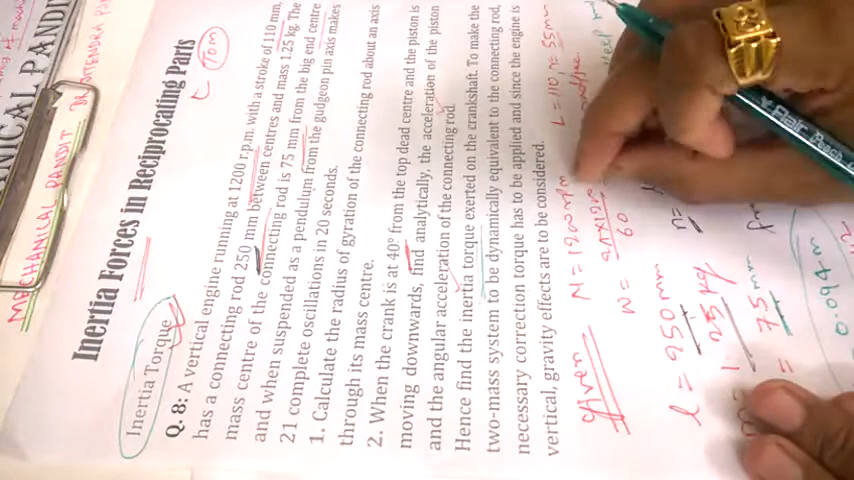 NICAL PANDIT
MECHANICAL PANDIT
Inertia Forces in Reciprocating Parts
Inertia Torque
Tom
Q. 8: A vertical engine running at 1200 r.p.m. with a stroke of 110 mm,
has a connecting rod 250 mm between centres and mass 1.25 kg. The
mass centre of the connecting rod is 75 mm from the big end centre
and when suspended as a pendulum from the gudgeon pin axis makes
21 complete oscillations in 20 seconds.
1. Calculate the radius of gyration of the connecting rod about an axis
through its mass centre.
2. When the crank is at 40° from the top dead centre and the piston is
moving downwards, find analytically, the acceleration of the piston
and the angular acceleration of the connecting rod.
Hence find the inertia torque exerted on the crankshaft. To make the
two-mass system to be dynamically equivalent to the connecting rod,
necessary correction torque has to be applied and since the engine is
vertical, gravity effects are to be considered.
Given N = 1200 rpm L = 110 55mm
W = 2π×1200
60
l = 250 mm n=
m = 1.25 kg
= 75 mm
0.094 m
Flair